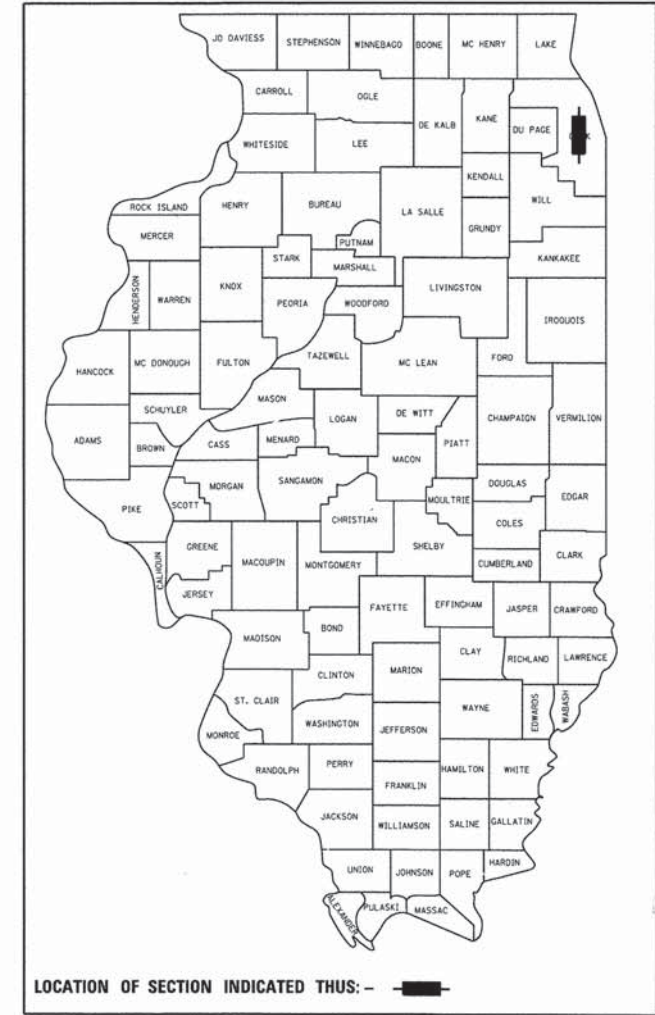 JO DAVIESS STEPHENSON WINNEBAGO BOONE MC HENRY LAKE
CARROLL OGLE
DE KALB KANE
DU PAGE
WHITESIDE LEE
KENDALL
ROCK ISLAND HENRY BUREAU LA SALLE WILL
GRUNDY
MERCER PUTNAM
STARK MARSHALL KANKAKEE
HENDERSON WARREN KNOX
PEORIA WOODFORD LIVINGSTON
IROQUOIS
HANCOCK MC DONOUGH FULTON TAZEWELL MC LEAN FORD
MASON
SCHUYLER LOGAN DE WITT CHAMPAIGN VERMILION
ADAMS BROWN CASS MENARD PIATT
MACON
MORGAN SANGAMON DOUGLAS
PIKE SCOTT MOULTRIE EDGAR
CHRISTIAN COLES
GREENE SHELBY
CALHOUN MACOUPIN MONTGOMERY CUMBERLAND CLARK
JERSEY FAYETTE EFFINGHAM JASPER CRAWFORD
BOND
MADISON CLAY RICHLAND LAWRENCE
CLINTON MARION
ST. CLAIR WAYNE EDWARDS WABASH
MONROE WASHINGTON JEFFERSON
RANDOLPH PERRY HAMILTON WHITE
FRANKLIN
JACKSON WILLIAMSON SALINE GALLATIN
UNION JOHNSON POPE HARDIN
ALEXANDER PULASKI MASSAC
LOCATION OF SECTION INDICATED THUS: –